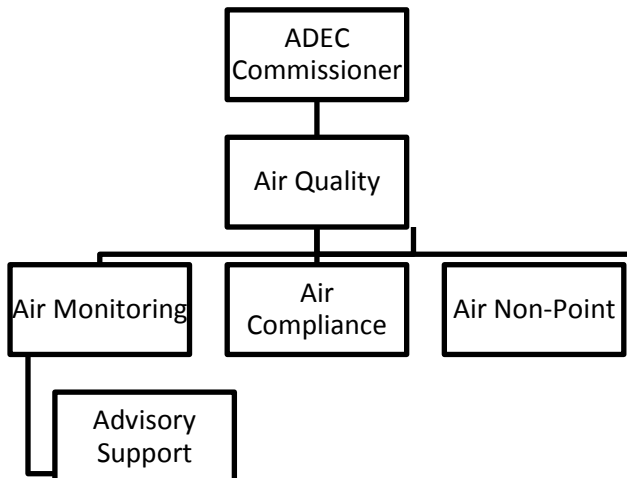 ADEC
Commissioner
Air Quality
Air Monitoring
Air
Compliance
Air Non-Point
Advisory
Support